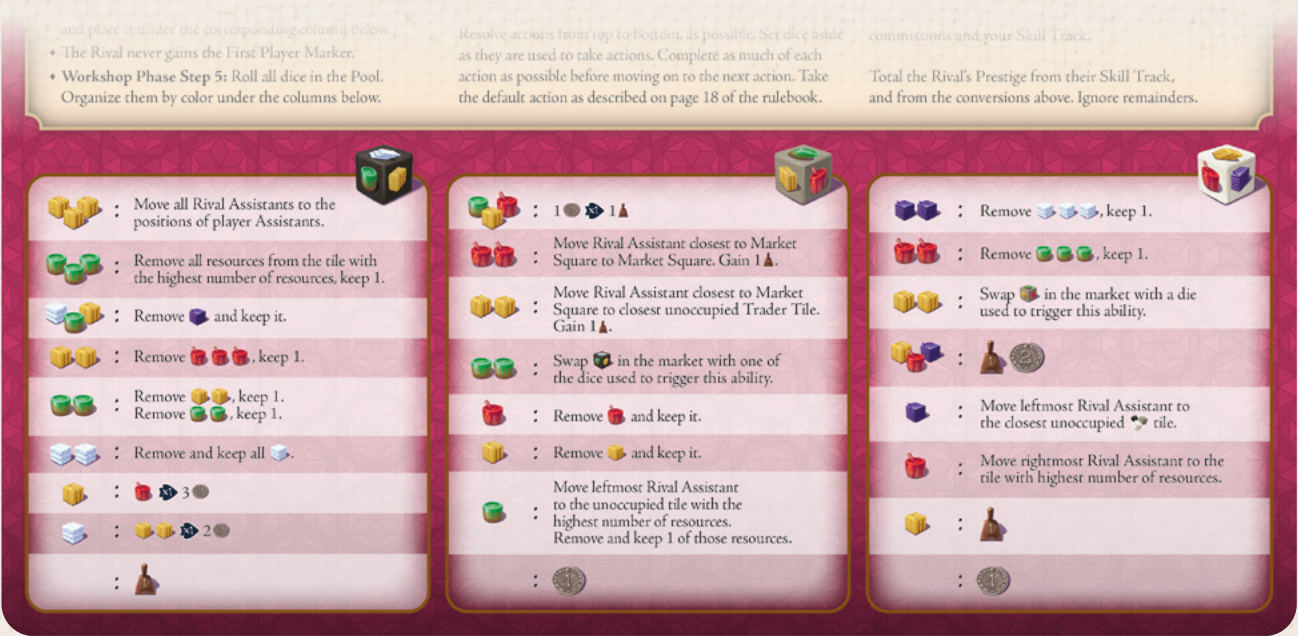 and place it under the corresponding column below.
• The Rival never gains the First Player Marker.
• Workshop Phase Step 5: Roll all dice in the Pool.
Organize them by color under the columns below.
Resolve actions from top to bottom, as possible. Set dice aside
as they are used to take actions. Complete as much of each
action as possible before moving on to the next action. Take
the default action as described on page 18 of the rulebook.
commissions and your Skill Track.
Total the Rival's Prestige from their Skill Track,
and from the conversions above. Ignore remainders.
: Move all Rival Assistants to the
positions of player Assistants.
: Remove all resources from the tile with
the highest number of resources, keep 1.
: Remove and keep it.
: Remove , keep 1.
: Remove , keep 1.
Remove , keep 1.
: Remove and keep all .
: x1 3
: x1 2
:
: 1 x1 1
: Move Rival Assistant closest to Market
Square to Market Square. Gain 1.
: Move Rival Assistant closest to Market
Square to closest unoccupied Trader Tile.
Gain 1.
: Swap in the market with one of
the dice used to trigger this ability.
: Remove and keep it.
: Remove and keep it.
: Move leftmost Rival Assistant
to the unoccupied tile with the
highest number of resources.
Remove and keep 1 of those resources.
: 1
: Remove , keep 1.
: Remove , keep 1.
: Swap in the market with a die
used to trigger this ability.
: 2
: Move leftmost Rival Assistant to
the closest unoccupied tile.
: Move rightmost Rival Assistant to the
tile with highest number of resources.
:
: 1